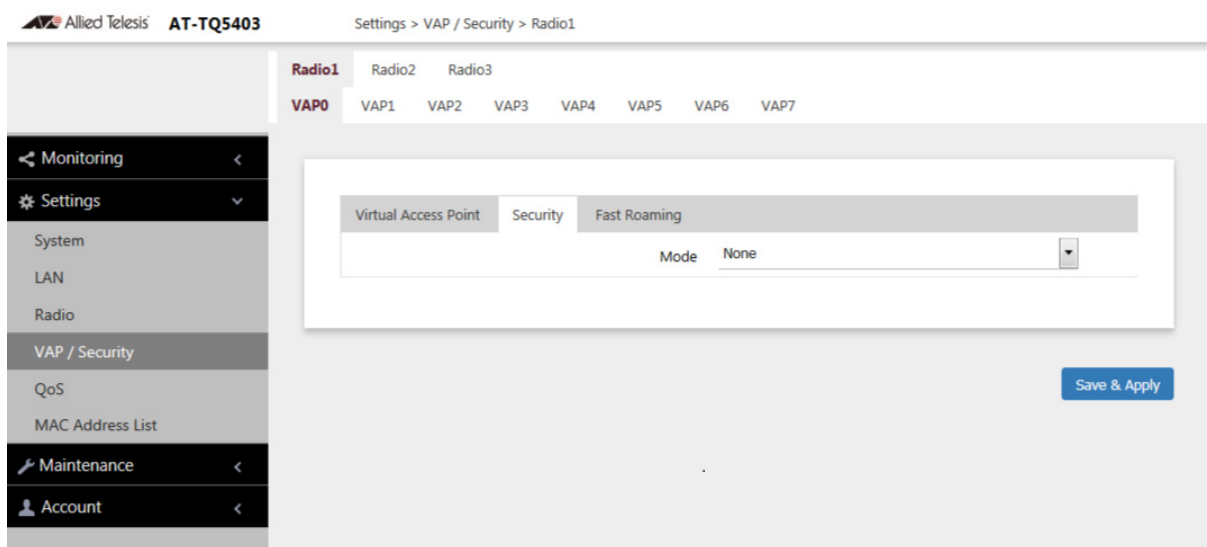 Allied Telesis AT-TQ5403 Settings > VAP / Security > Radio1
Radio1 Radio2 Radio3
VAP0 VAP1 VAP2 VAP3 VAP4 VAP5 VAP6 VAP7
Monitoring
Settings
System
LAN
Radio
VAP / Security
QoS
MAC Address List
Maintenance
Account
Virtual Access Point Security Fast Roaming
Mode None
Save & Apply